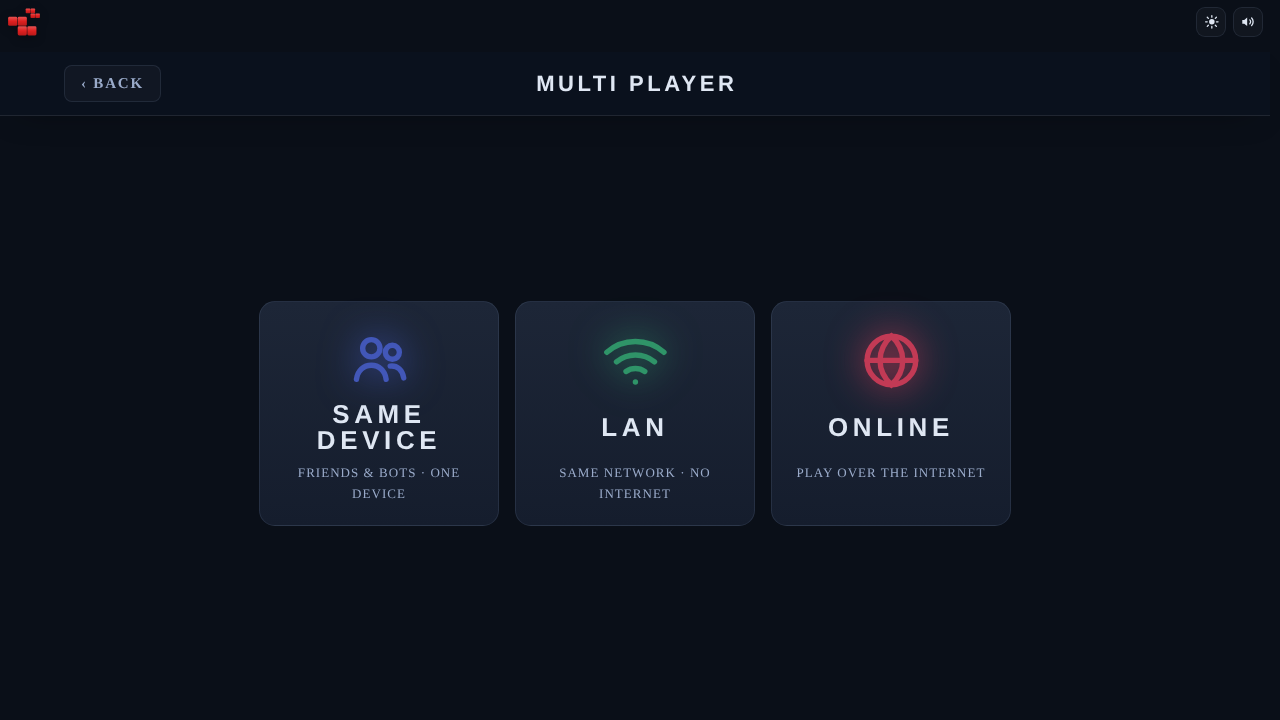 ‹ BACK
MULTI PLAYER
SAME
DEVICE
FRIENDS & BOTS · ONE
DEVICE
LAN
SAME NETWORK · NO
INTERNET
ONLINE
PLAY OVER THE INTERNET